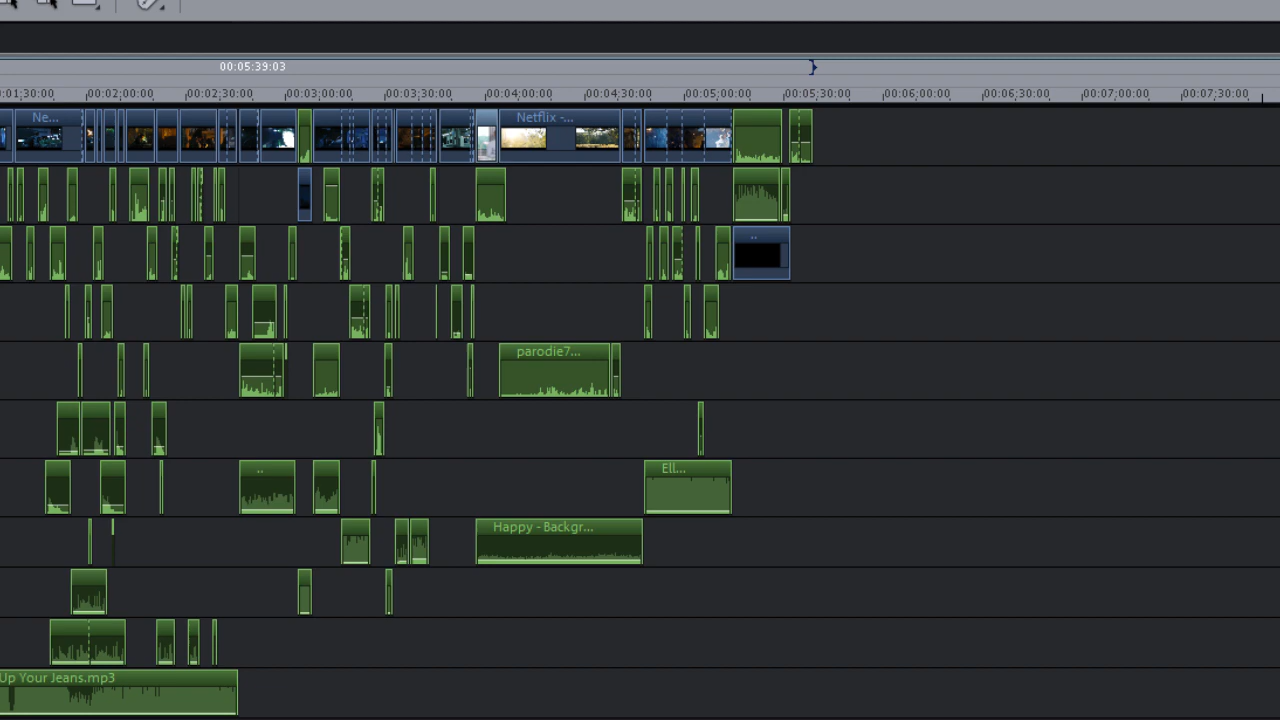 00:05:39:03
0:01:30:00 00:02:00:00 00:02:30:00 00:03:00:00 00:03:30:00 00:04:00:00 00:04:30:00 00:05:00:00 00:05:30:00 00:06:00:00 00:06:30:00 00:07:00:00 00:07:30:00
Ne... Netflix -...
..
parodie7...
.. Ell...
Happy - Backgr...
Up Your Jeans.mp3